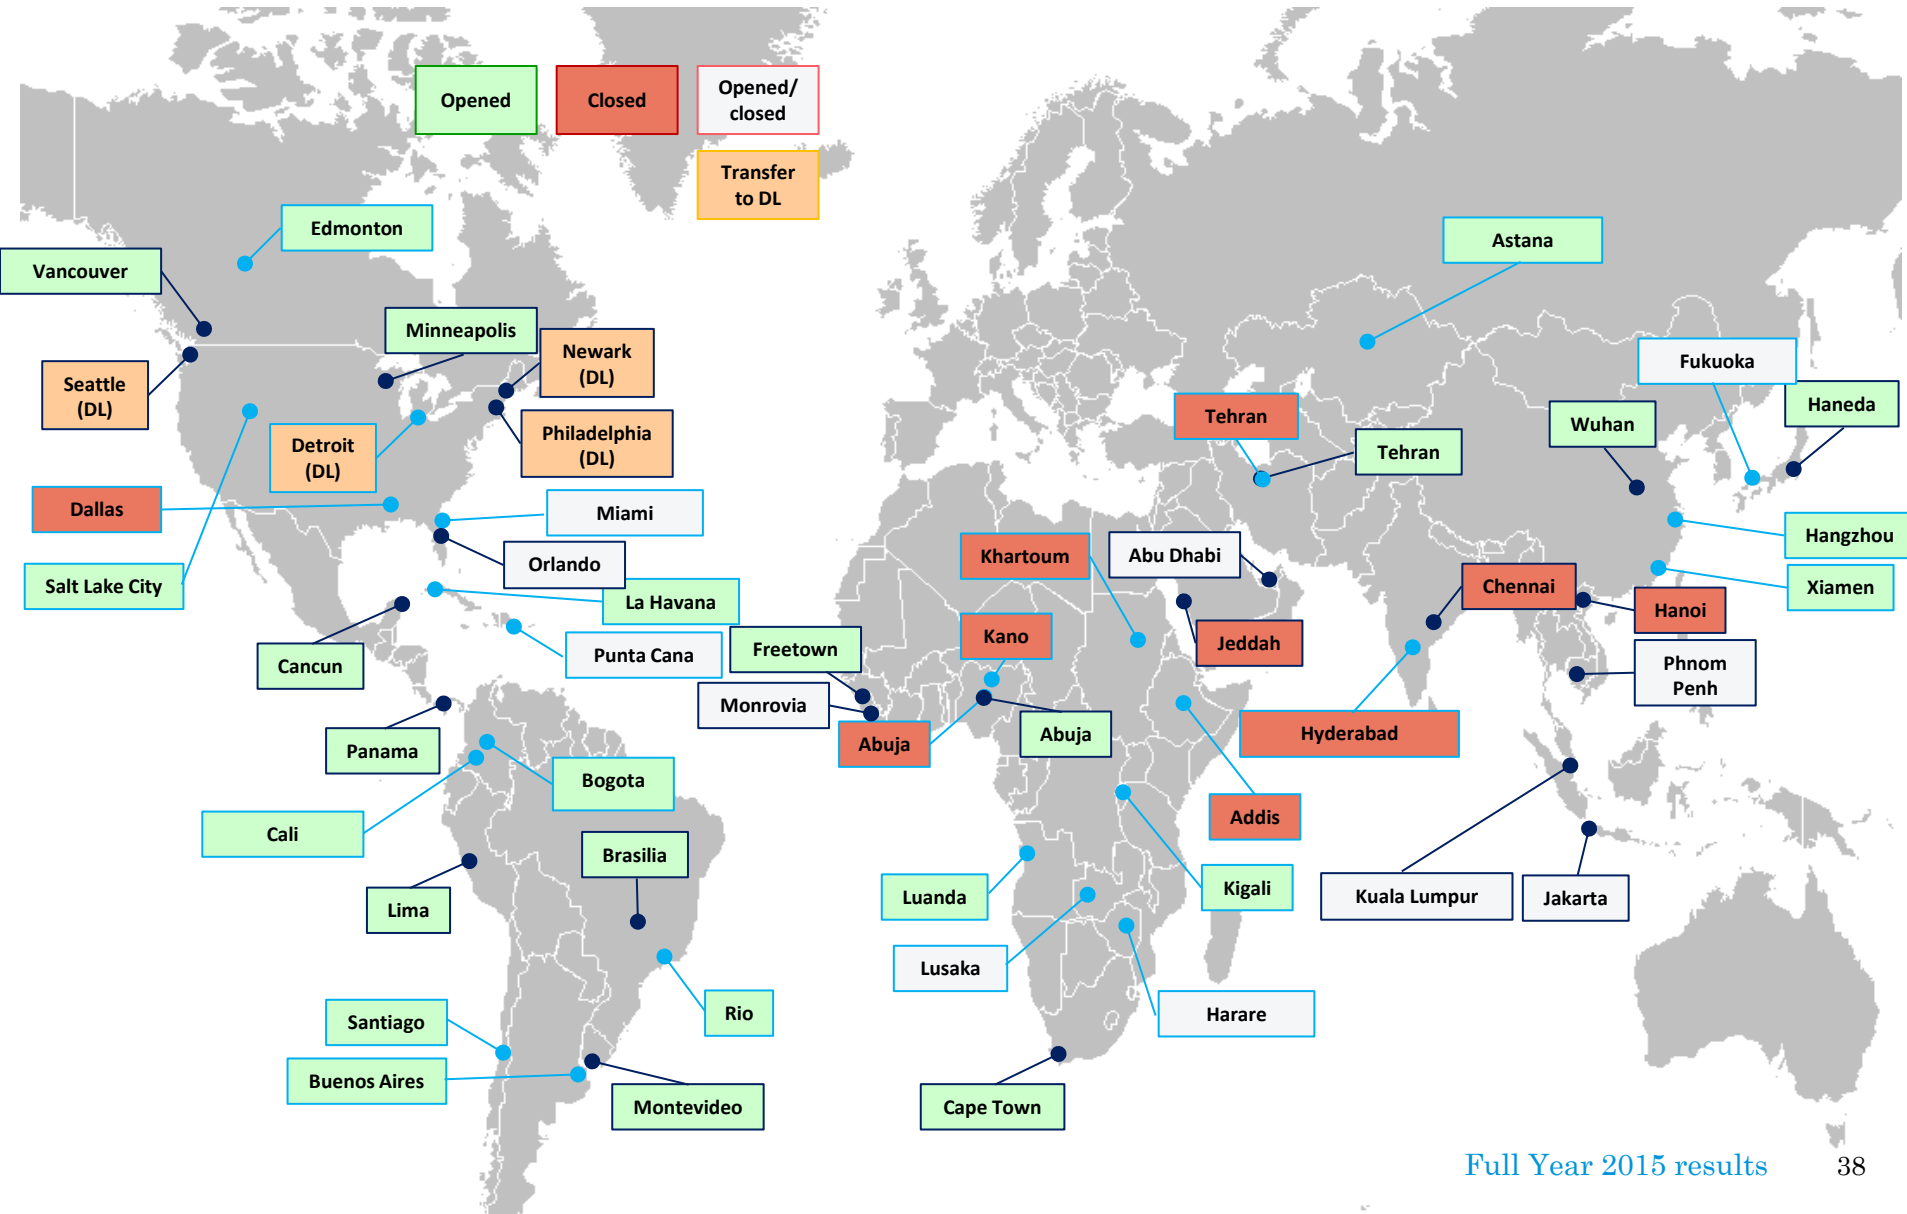 Opened
Closed
Opened/
closed
Transfer
to DL
Edmonton
Vancouver
Astana
Minneapolis
Newark
(DL)
Seattle
(DL)
Fukuoka
Haneda
Tehran
Wuhan
Philadelphia
(DL)
Detroit
(DL)
Tehran
Dallas
Miami
Hangzhou
Orlando
Khartoum
Abu Dhabi
Salt Lake City
La Havana
Chennai
Xiamen
Hanoi
Kano
Jeddah
Cancun
Punta Cana
Freetown
Phnom
Penh
Monrovia
Panama
Abuja
Abuja
Hyderabad
Bogota
Cali
Addis
Brasilia
Lima
Luanda
Kigali
Kuala Lumpur
Jakarta
Lusaka
Rio
Harare
Santiago
Buenos Aires
Montevideo
Cape Town
Full Year 2015 results
38